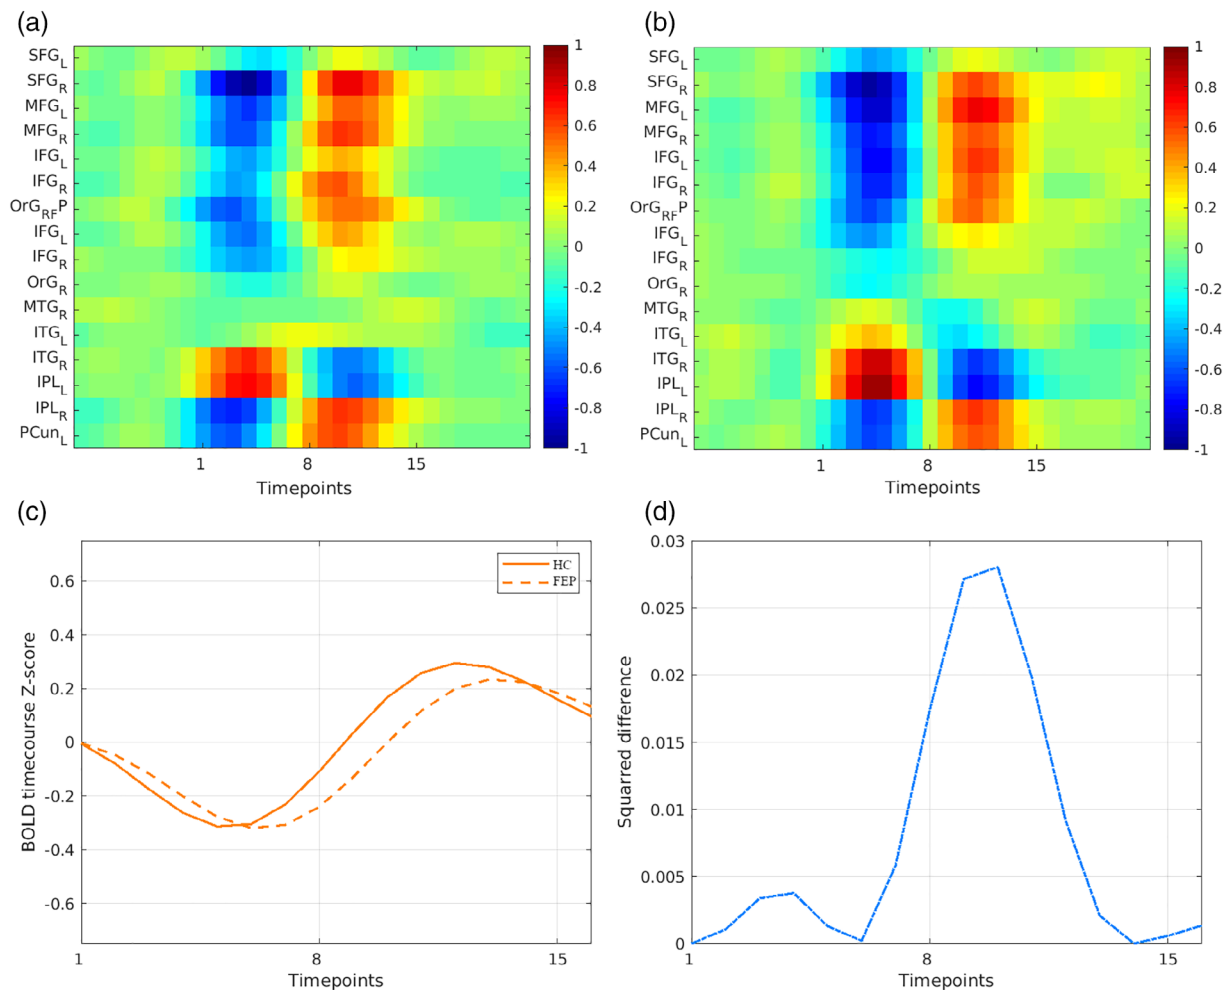 (a)
SFG_L
SFG_R
MFG_L
MFG_R
IFG_L
IFG_R
OrG_RF P
IFG_L
IFG_R
OrG_R
MTG_R
ITG_L
ITG_R
IPL_L
IPL_R
PCun_L
1
8
15
Timepoints
1
0.8
0.6
0.4
0.2
0
-0.2
-0.4
-0.6
-0.8
-1
(b)
SFG_L
SFG_R
MFG_L
MFG_R
IFG_L
IFG_R
OrG_RF P
IFG_L
IFG_R
OrG_R
MTG_R
ITG_L
ITG_R
IPL_L
IPL_R
PCun_L
1
8
15
Timepoints
1
0.8
0.6
0.4
0.2
0
-0.2
-0.4
-0.6
-0.8
-1
(c)
BOLD timecourse Z-score
0.6
0.4
0.2
0
-0.2
-0.4
-0.6
HC
FEP
1
8
15
Timepoints
(d)
Squarred difference
0.03
0.025
0.02
0.015
0.01
0.005
0
1
8
15
Timepoints